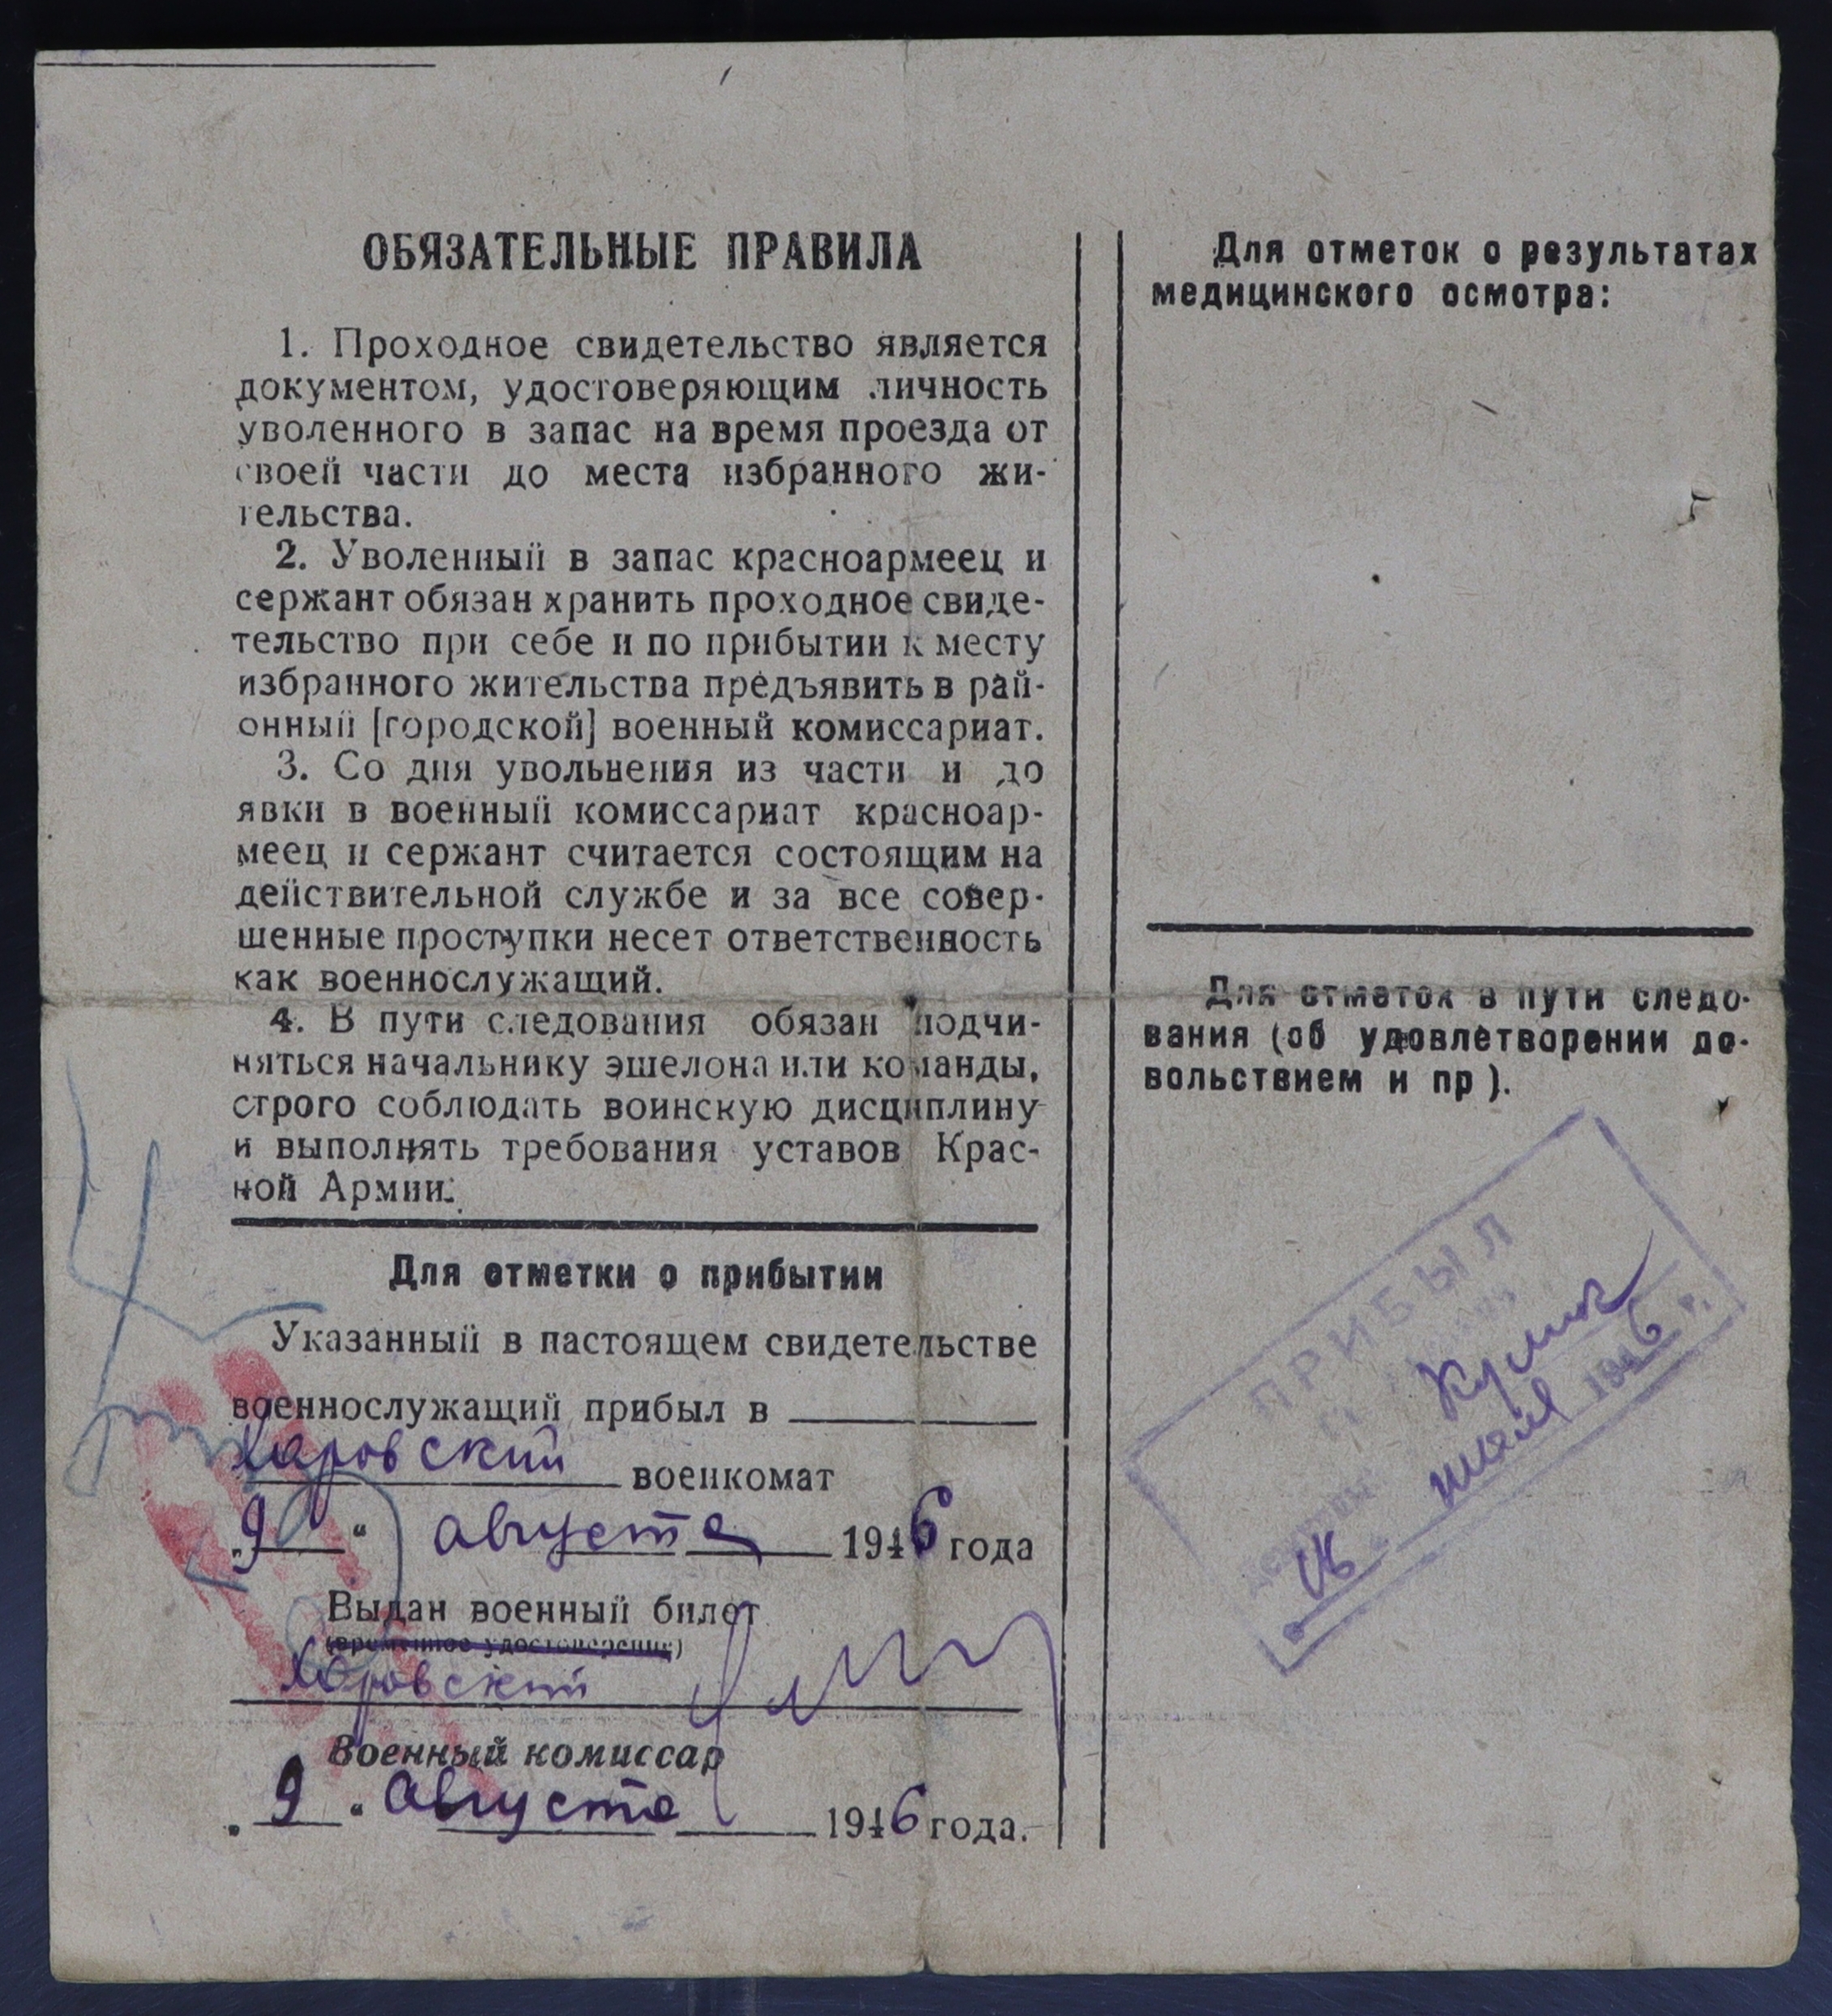 ОБЯЗАТЕЛЬНЫЕ ПРАВИЛА
1. Проходное свидетельство является
документом, удостоверяющим личность
уволенного в запас на время проезда от
своей части до места избранного жи-
тельства.
2. Уволенный в запас красноармеец и
сержант обязан хранить проходное свиде-
тельство при себе и по прибытии к месту
избранного жительства предъявить в рай-
онный [городской] военный комиссариат.
3. Со дня увольнения из части и до
явки в военный комиссариат красноар-
меец и сержант считается состоящим на
действительной службе и за все совер-
шенные проступки несет ответственность
как военнослужащий.
4. В пути следования обязан подчи-
няться начальнику эшелона или команды,
строго соблюдать воинскую дисциплину
и выполнять требования уставов Крас-
ной Армии.
Для отметки о прибытии
Указанный в настоящем свидетельстве
военнослужащий прибыл в
Харовский военкомат
„9“ августа 1946 года
Выдан военный билет
(временное удостоверение)
Харовский
Военный комиссар
„9“ августа 1946 года.
Для отметок о результатах
медицинского осмотра:
Для отметок в пути следо-
вания (об удовлетворении до-
вольствием и пр).
ПРИБЫЛ
июля 1946 г.